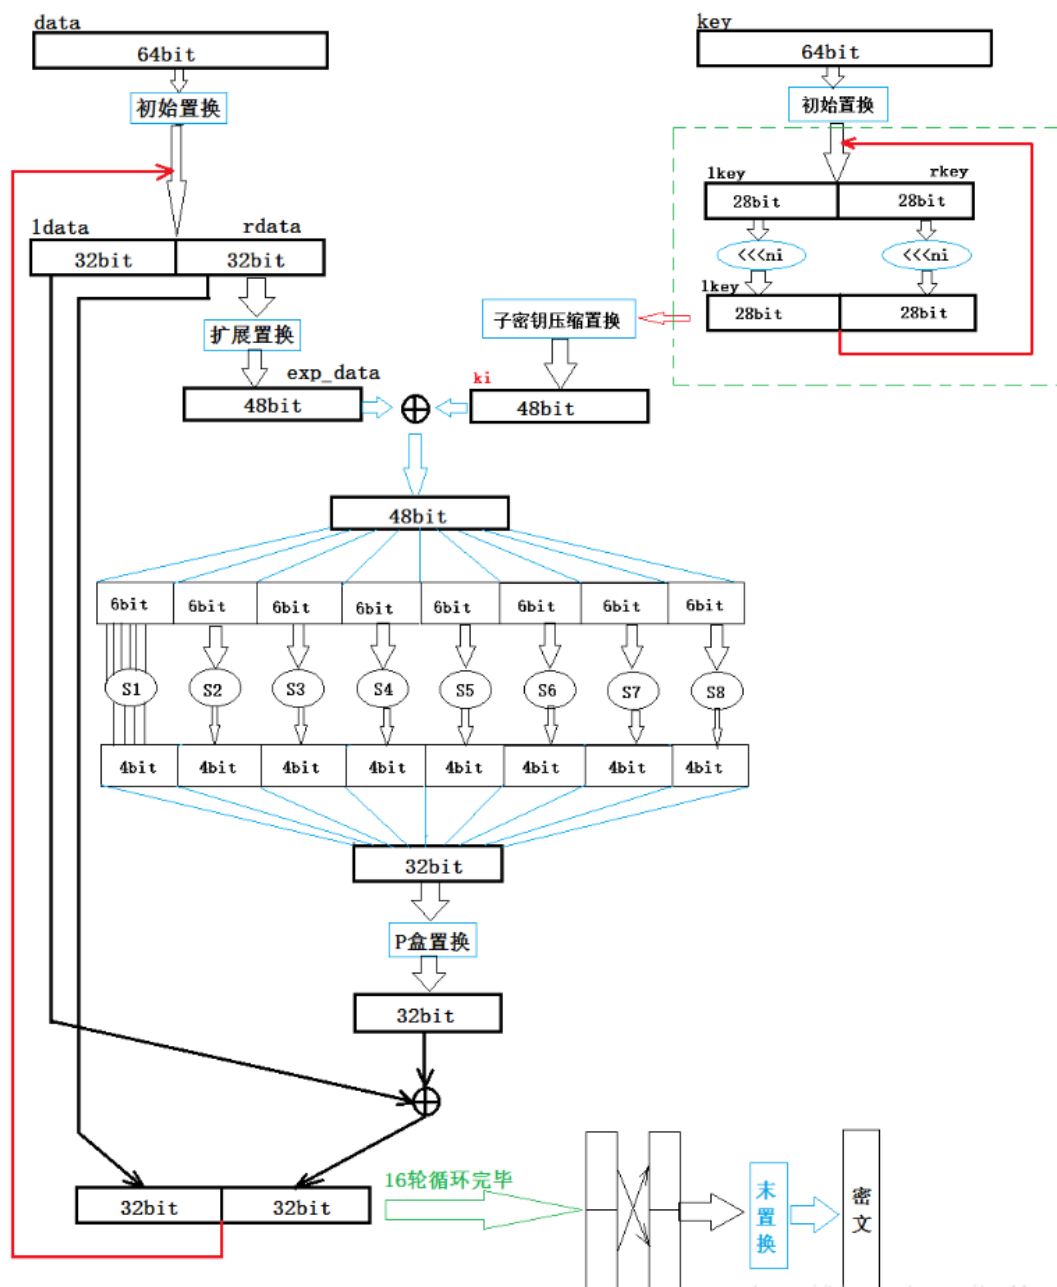 data
key
64bit
64bit
初始置换
初始置换
lkey
rkey
28bit
28bit
ldata
rdata
<<<ni
<<<ni
32bit
32bit
lkey
28bit
28bit
扩展置换
子密钥压缩置换
exp_data
ki
48bit
48bit
48bit
6bit
6bit
6bit
6bit
6bit
6bit
6bit
6bit
S1
S2
S3
S4
S5
S6
S7
S8
4bit
4bit
4bit
4bit
4bit
4bit
4bit
4bit
32bit
P盒置换
32bit
16轮循环完毕
32bit
32bit
末置换
密文